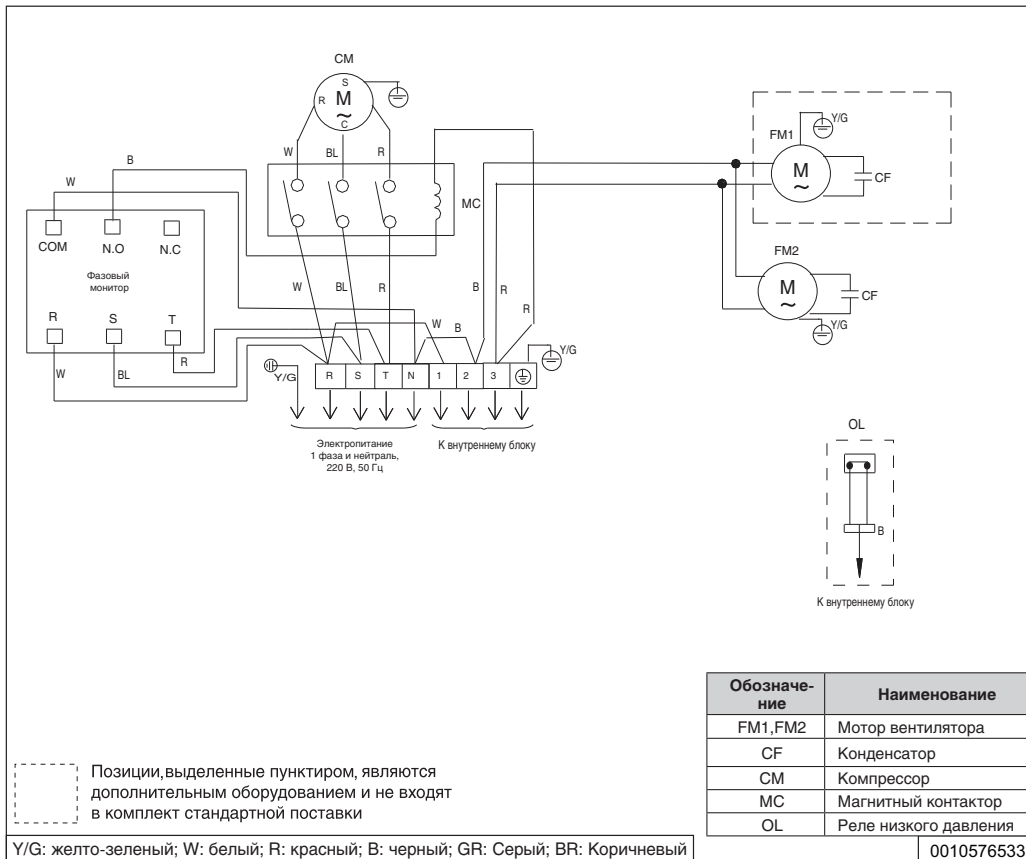 CM
S
R M
~
C
Y/G
FM1
M
~
CF
W
BL
R
B
W
MC
COM
N.O
N.C
Фазовый
монитор
R
S
T
FM2
M
~
CF
Y/G
W
BL
R
B
R
R
W
B
R
W
BL
Y/G
Y/G
R
S
T
N
1
2
3
Электропитание
1 фаза и нейтраль,
220 В, 50 Гц
К внутреннему блоку
OL
B
К внутреннему блоку
Обозначе-
ние
Наименование
FM1,FM2 Мотор вентилятора
CF Конденсатор
CM Компрессор
MC Магнитный контактор
OL Реле низкого давления
Позиции,выделенные пунктиром, являются
дополнительным оборудованием и не входят
в комплект стандартной поставки
Y/G: желто-зеленый; W: белый; R: красный; B: черный; GR: Серый; BR: Коричневый
0010576533